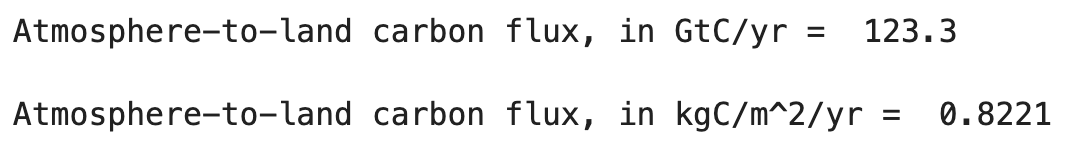 Atmosphere-to-land carbon flux, in GtC/yr =  123.3
Atmosphere-to-land carbon flux, in kgC/m^2/yr =  0.8221